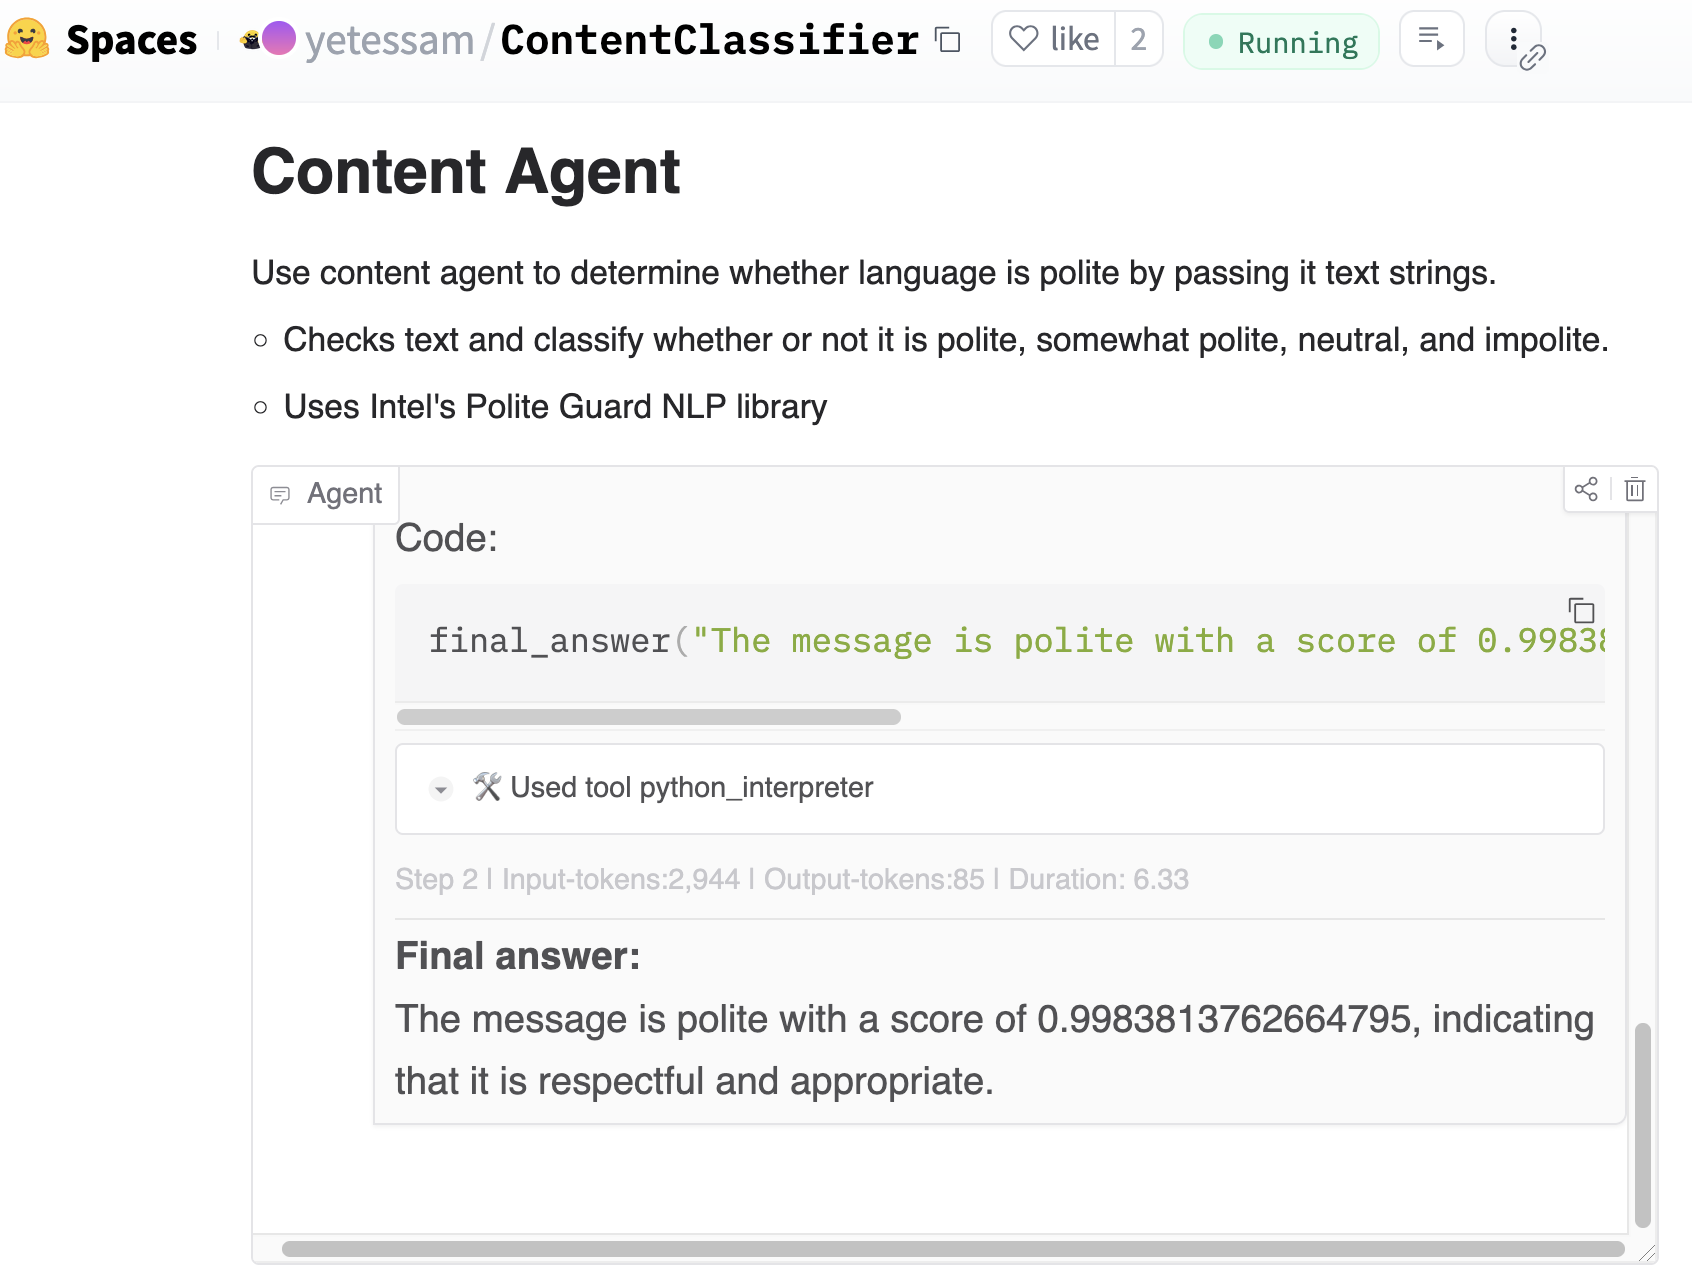 Spaces yetessam/ContentClassifier like 2 Running
Content Agent
Use content agent to determine whether language is polite by passing it text strings.
Checks text and classify whether or not it is polite, somewhat polite, neutral, and impolite.
Uses Intel's Polite Guard NLP library
Agent
Code:
final_answer("The message is polite with a score of 0.99838
🛠️ Used tool python_interpreter
Step 2 | Input-tokens:2,944 | Output-tokens:85 | Duration: 6.33
Final answer:
The message is polite with a score of 0.9983813762664795, indicating
that it is respectful and appropriate.